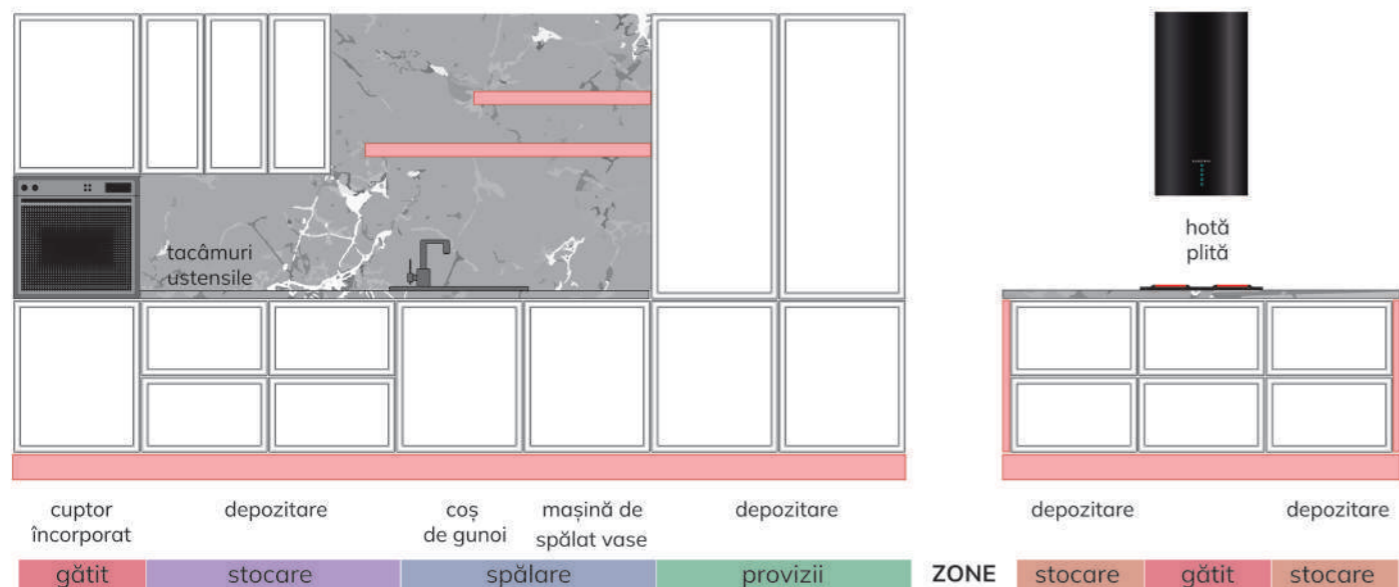 tacâmuri
ustensile
hotă
plită
cuptor
încorporat
depozitare
coș
de gunoi
mașină de
spălat vase
depozitare
depozitare
depozitare
gătit
stocare
spălare
provizii
ZONE
stocare
gătit
stocare